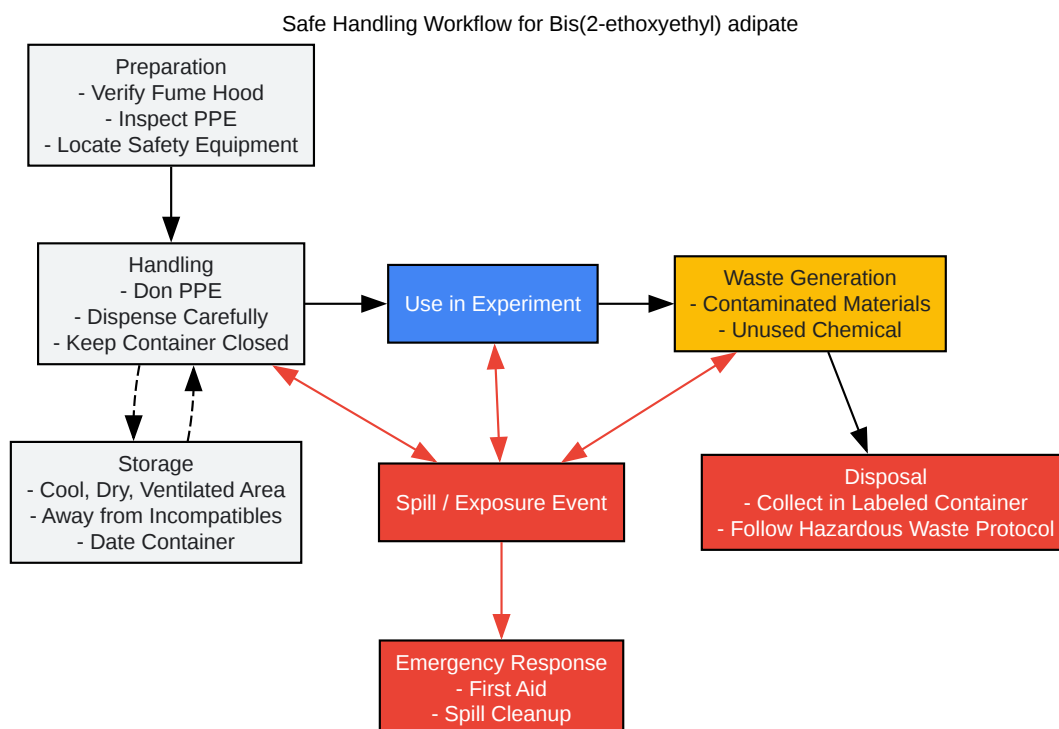 Safe Handling Workflow for Bis(2-ethoxyethyl) adipate
Preparation
- Verify Fume Hood
- Inspect PPE
- Locate Safety Equipment
Handling
- Don PPE
- Dispense Carefully
- Keep Container Closed
Use in Experiment
Waste Generation
- Contaminated Materials
- Unused Chemical
Storage
- Cool, Dry, Ventilated Area
- Away from Incompatibles
- Date Container
Spill / Exposure Event
Disposal
- Collect in Labeled Container
- Follow Hazardous Waste Protocol
Emergency Response
- First Aid
- Spill Cleanup